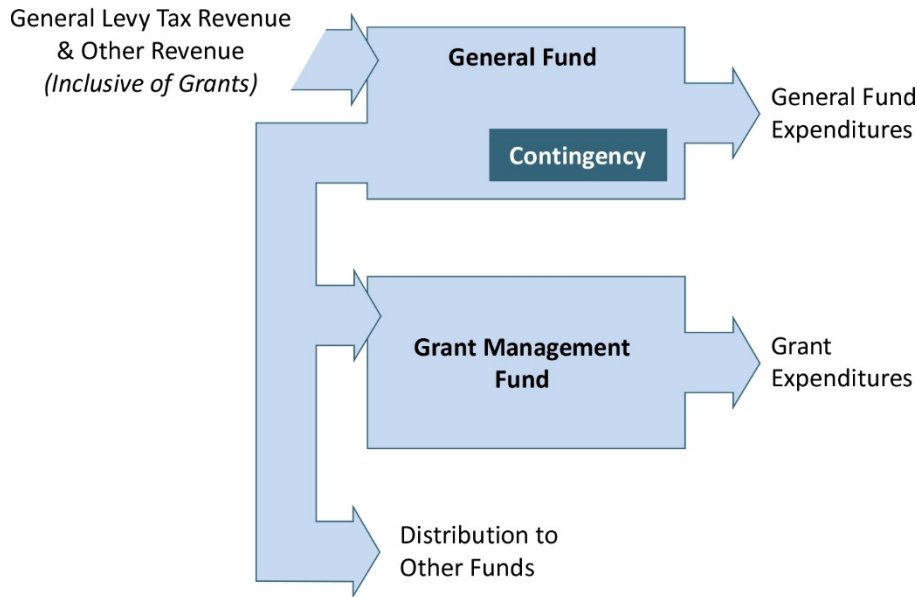 General Levy Tax Revenue
& Other Revenue
(Inclusive of Grants)
General Fund
Contingency
General Fund
Expenditures
Grant Management
Fund
Grant
Expenditures
Distribution to
Other Funds